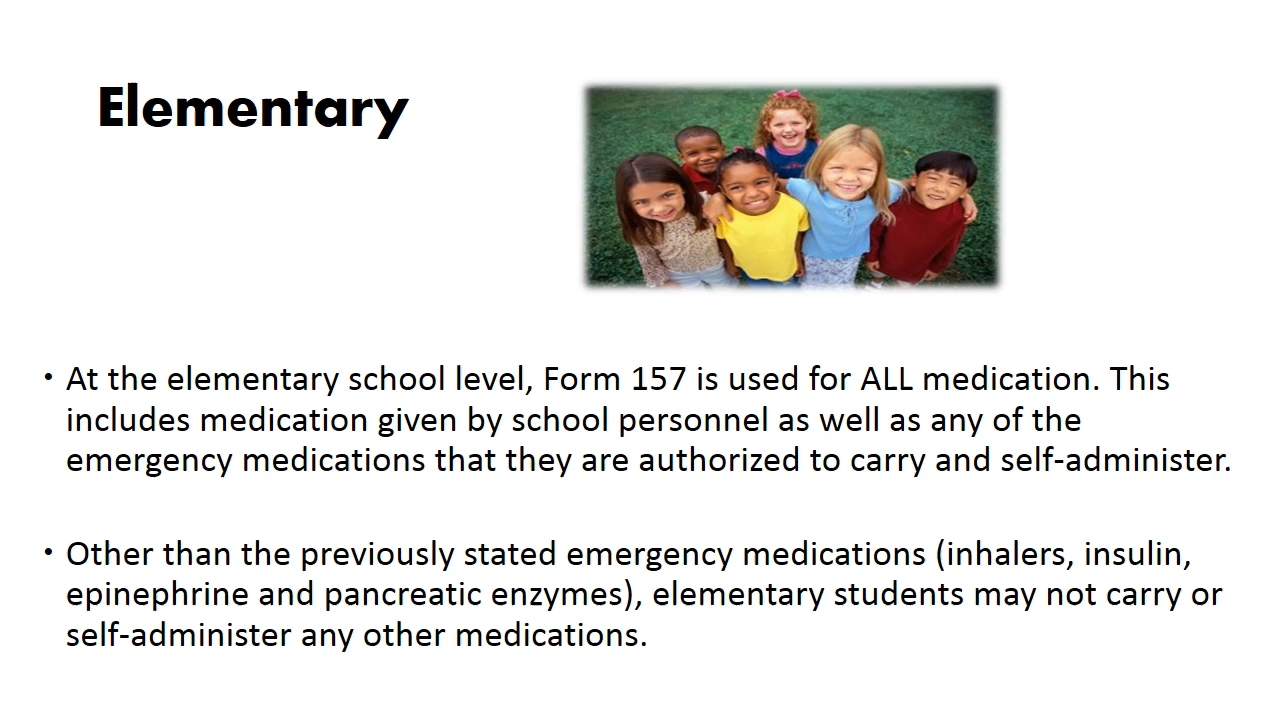 Elementary
• At the elementary school level, Form 157 is used for ALL medication. This
includes medication given by school personnel as well as any of the
emergency medications that they are authorized to carry and self-administer.
• Other than the previously stated emergency medications (inhalers, insulin,
epinephrine and pancreatic enzymes), elementary students may not carry or
self-administer any other medications.